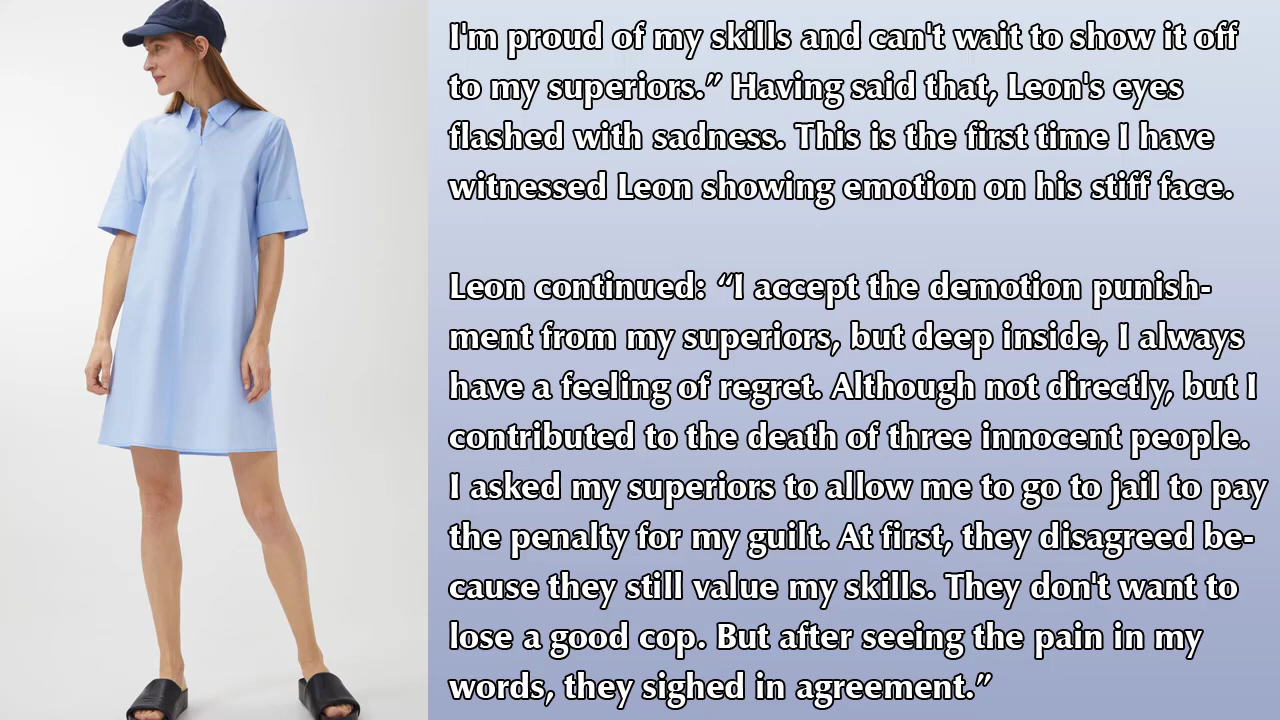 I'm proud of my skills and can't wait to show it off
to my superiors.” Having said that, Leon's eyes
flashed with sadness. This is the first time I have
witnessed Leon showing emotion on his stiff face.
Leon continued: “I accept the demotion punish-
ment from my superiors, but deep inside, I always
have a feeling of regret. Although not directly, but I
contributed to the death of three innocent people.
I asked my superiors to allow me to go to jail to pay
the penalty for my guilt. At first, they disagreed be-
cause they still value my skills. They don't want to
lose a good cop. But after seeing the pain in my
words, they sighed in agreement.”